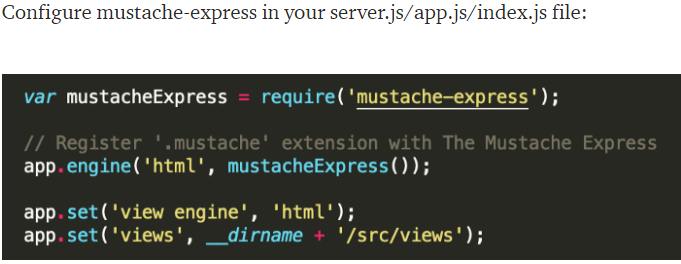 Configure mustache-express in your server.js/app.js/index.js file:
var mustacheExpress = require('mustache-express');
// Register '.mustache' extension with The Mustache Express
app.engine('html', mustacheExpress());
app.set('view engine', 'html');
app.set('views', __dirname + '/src/views');